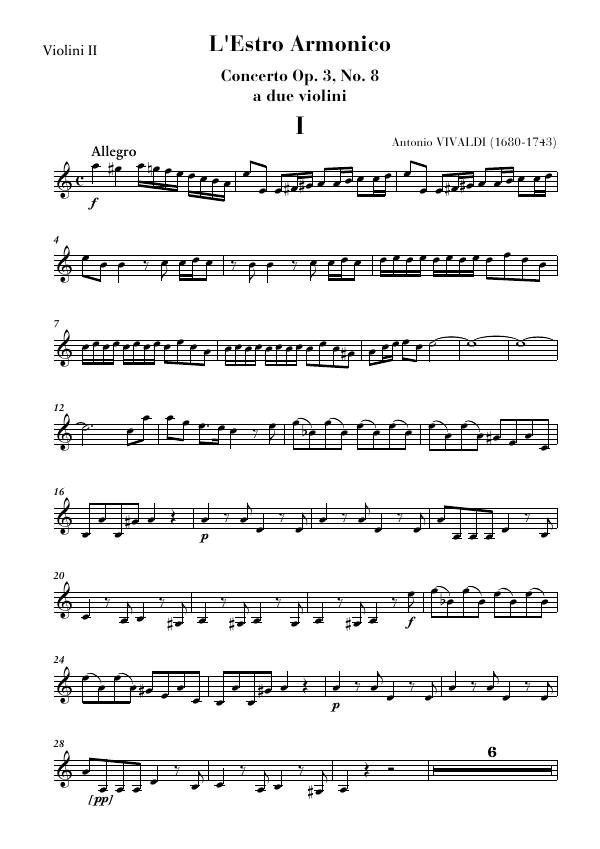 Violini II
L'Estro Armonico
Concerto Op. 3, No. 8
a due violini
I
Antonio VIVALDI (1680-1743)
Allegro
f
4
7
12
16
p
20
f
24
p
28
[pp]
6